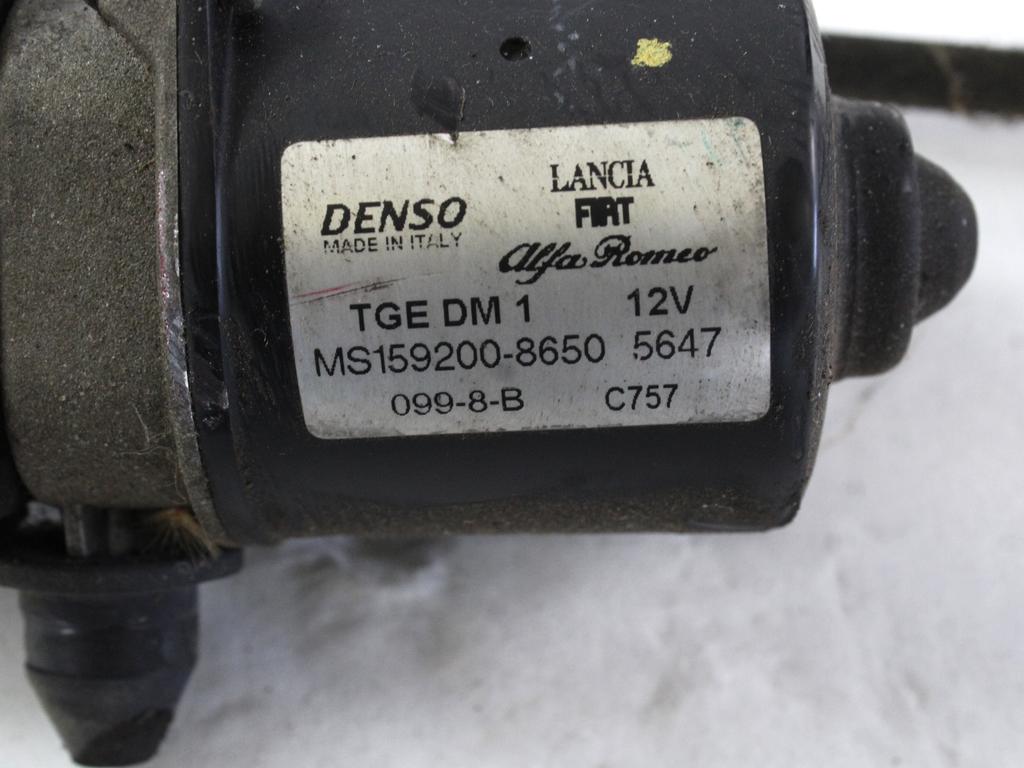 LANCIA
DENSO FIAT
MADE IN ITALY Alfa Romeo
TGE DM 1 12V
MS159200-8650 5647
099-8-B C757